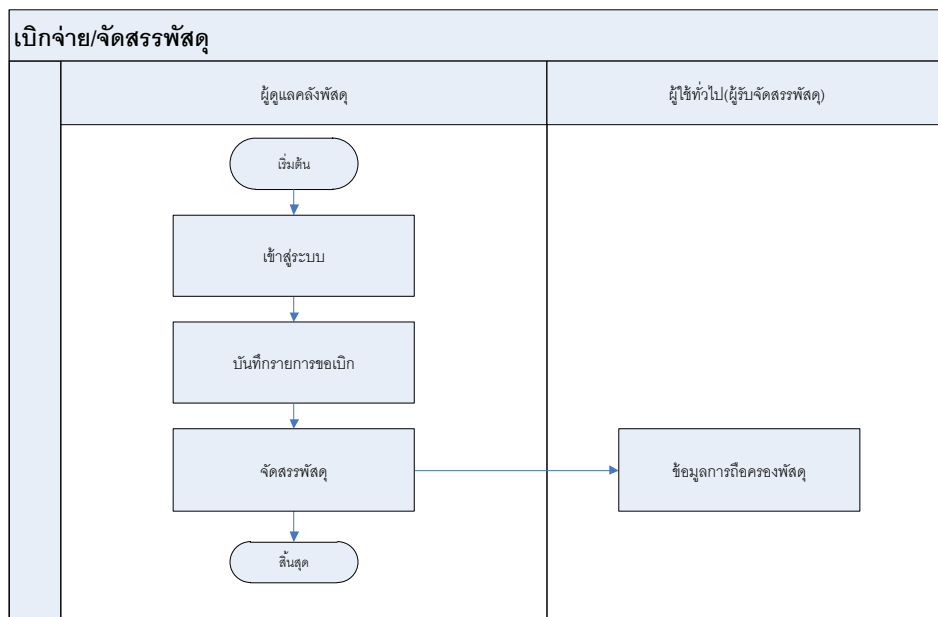 เบิกจ่าย/จัดสรรพัสดุ
ผู้ดูแลคลังพัสดุ
ผู้ใช้ทั่วไป(ผู้รับจัดสรรพัสดุ)
เริ่มต้น
เข้าสู่ระบบ
บันทึกรายการขอเบิก
จัดสรรพัสดุ
ข้อมูลการถือครองพัสดุ
สิ้นสุด